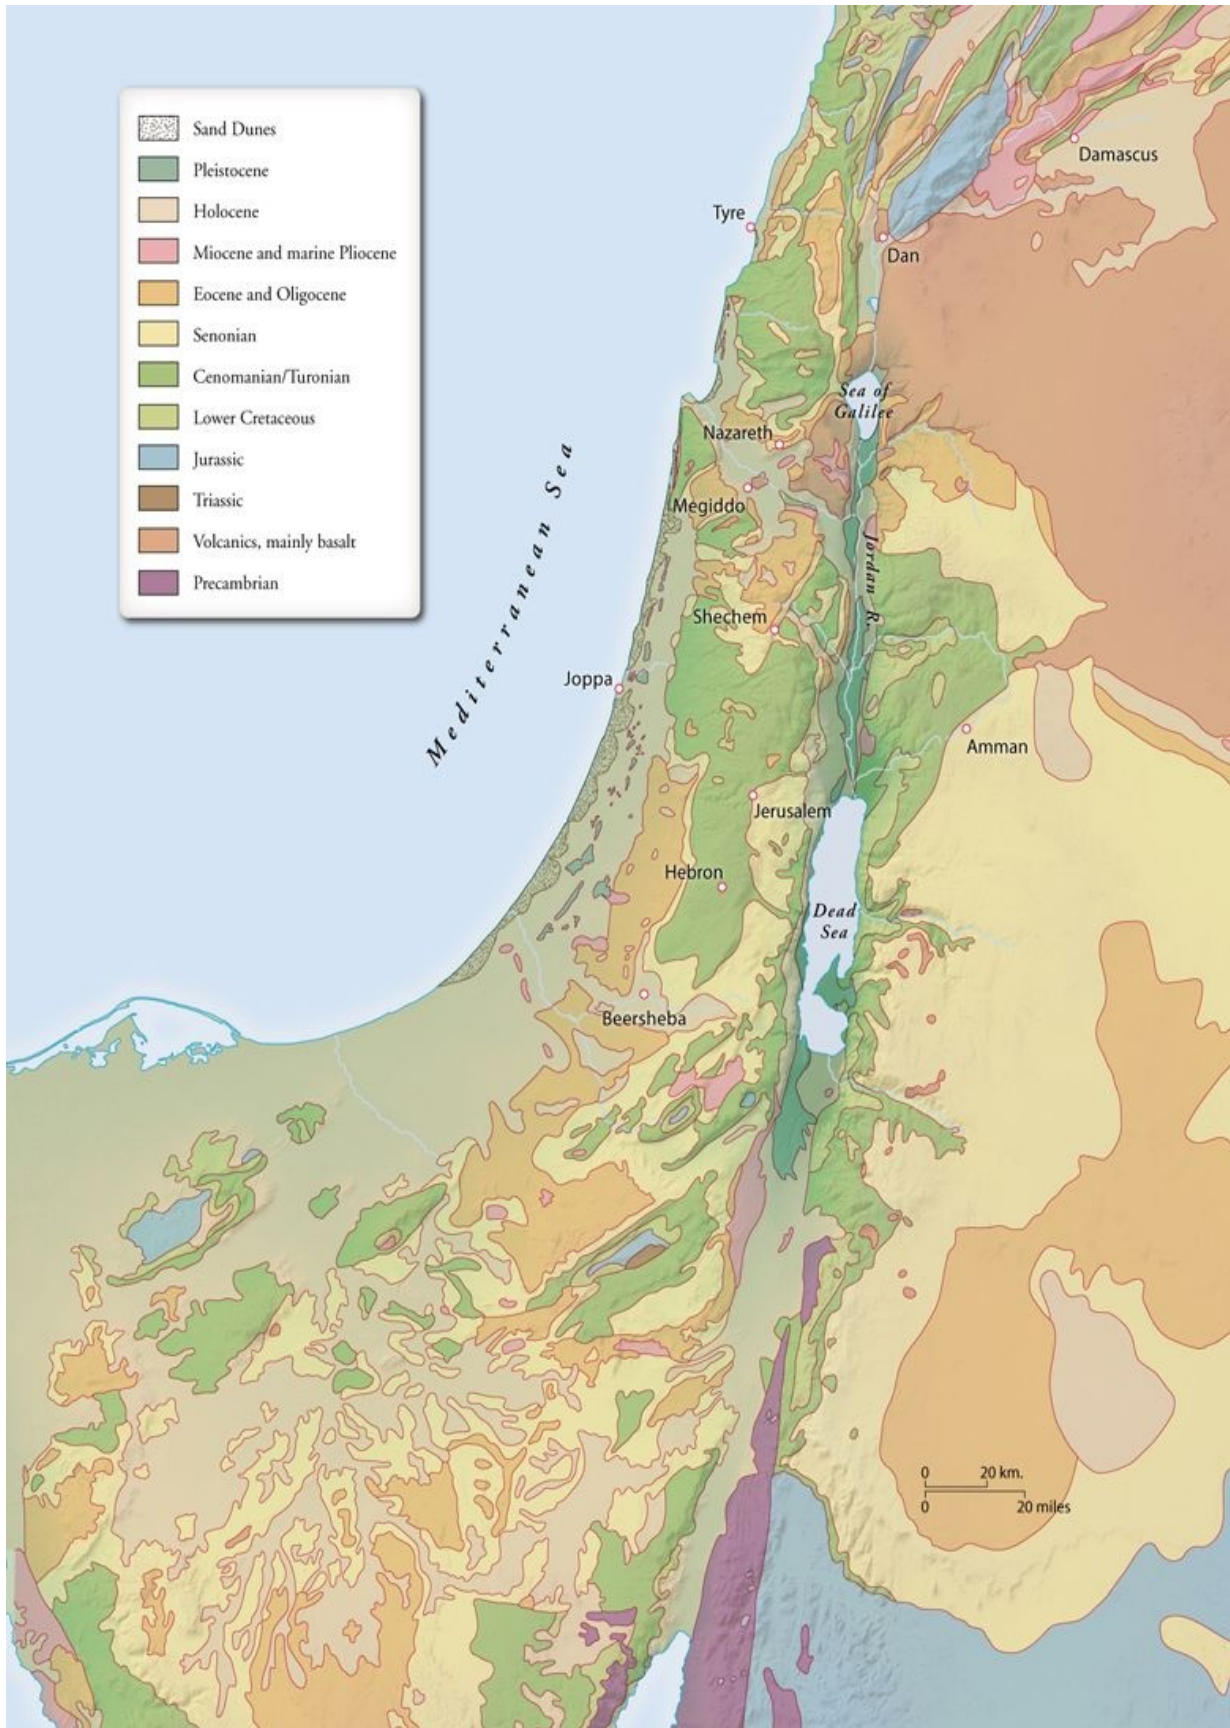 Sand Dunes
Pleistocene
Holocene
Miocene and marine Pliocene
Eocene and Oligocene
Senonian
Cenomanian/Turonian
Lower Cretaceous
Jurassic
Triassic
Volcanics, mainly basalt
Precambrian
Damascus
Tyre
Dan
Sea of
Galilee
Nazareth
Megiddo
Mediterranean Sea
Jordan R.
Shechem
Joppa
Amman
Jerusalem
Hebron
Dead
Sea
Beersheba
0 20 km.
0 20 miles